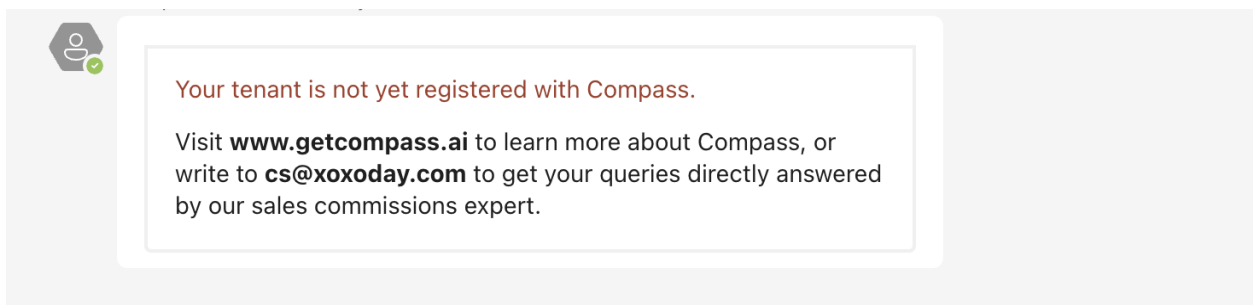 Your tenant is not yet registered with Compass.
Visit www.getcompass.ai to learn more about Compass, or
write to cs@xoxoday.com to get your queries directly answered
by our sales commissions expert.